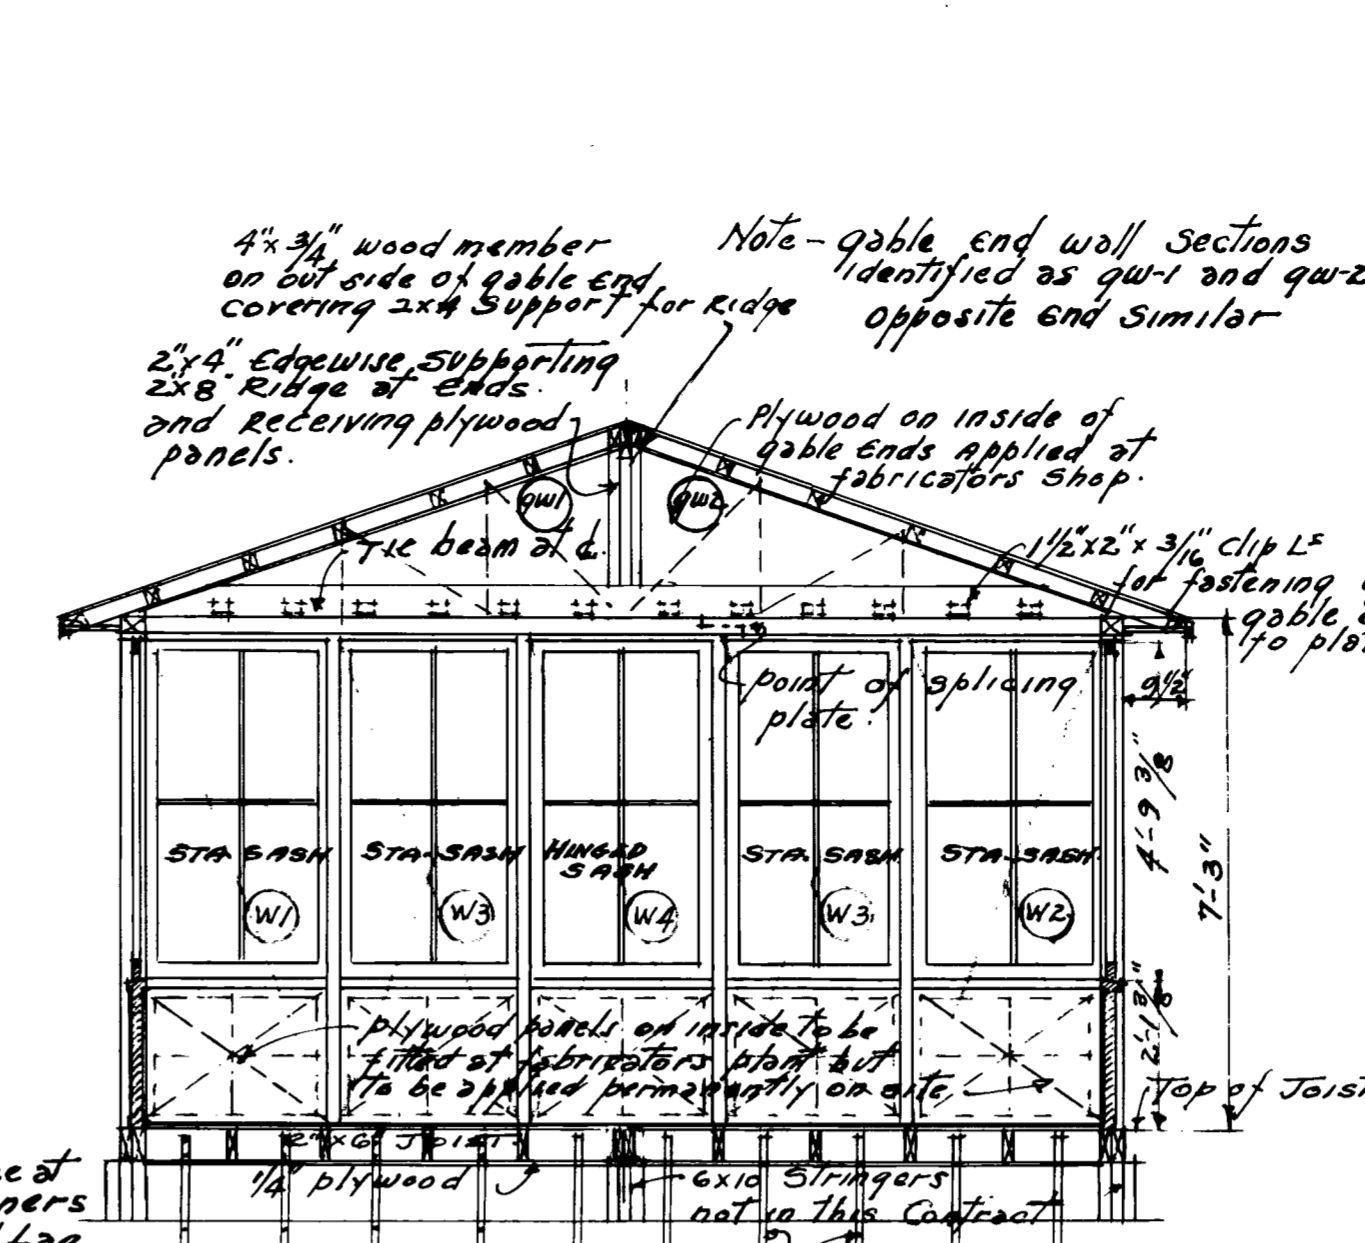 4"x 3/4" wood member
on out side of gable End
covering 2x4 Support for Ridge
Note - gable End wall Sections
identified as gw-1 and gw-2
opposite End Similar
2"x4" Edgewise Supporting
2"x8" Ridge at Ends.
and Receiving plywood
panels.
Plywood on inside of
gable Ends Applied at
fabricators Shop.
gw1
gw2
Tie beam at ℄.
1 1/2"x2"x 3/16" Clip Ls
for fastening
gable
to
point of splicing
plate.
9 1/2"
4'-9 3/8"
7'-3"
2'-1 3/8"
STA. SASH
STA. SASH
HINGED
SASH
STA. SASH
STA. SASH
W1
W3
W4
W3
W2
plywood panels on inside to be
fitted at fabricators plant but
to be applied permanently on site
Top of Joist
2"x6" Joist
1/4" plywood
6x10 Stringers
not in this Contract
at